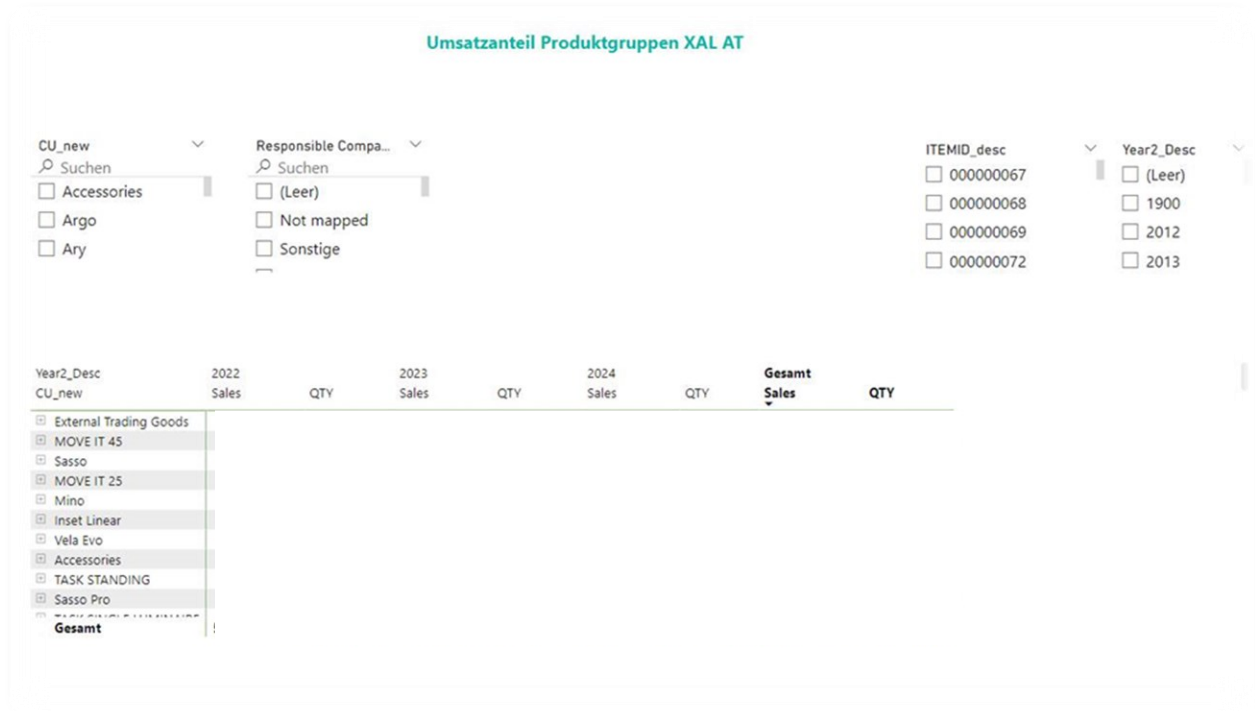 Umsatzanteil Produktgruppen XAL AT
CU_new
Suchen
Accessories
Argo
Ary
Responsible Compa...
Suchen
(Leer)
Not mapped
Sonstige
ITEMID_desc
000000067
000000068
000000069
000000072
Year2_Desc
(Leer)
1900
2012
2013
Year2_Desc 2022 2023 2024 Gesamt
CU_new Sales QTY Sales QTY Sales QTY Sales QTY
External Trading Goods
MOVE IT 45
Sasso
MOVE IT 25
Mino
Inset Linear
Vela Evo
Accessories
TASK STANDING
Sasso Pro
Gesamt